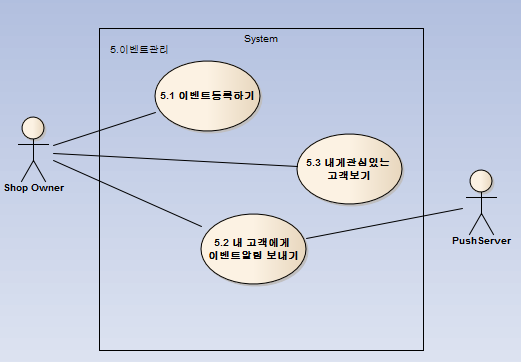 System
5.이벤트관리
5.1 이벤트등록하기
5.3 내게관심있는
고객보기
Shop Owner
5.2 내 고객에게
이벤트알림 보내기
PushServer